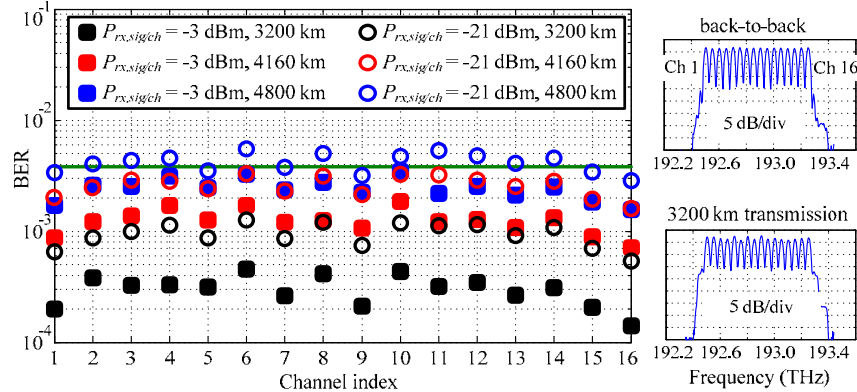 10^-1
P_rx,sig/ch = -3 dBm, 3200 km
P_rx,sig/ch = -21 dBm, 3200 km
P_rx,sig/ch = -3 dBm, 4160 km
P_rx,sig/ch = -21 dBm, 4160 km
P_rx,sig/ch = -3 dBm, 4800 km
P_rx,sig/ch = -21 dBm, 4800 km
10^-2
BER
10^-3
10^-4
1 2 3 4 5 6 7 8 9 10 11 12 13 14 15 16
Channel index
back-to-back
Ch 1 Ch 16
5 dB/div
192.2 192.6 193.0 193.4
3200 km transmission
5 dB/div
192.2 192.6 193.0 193.4
Frequency (THz)